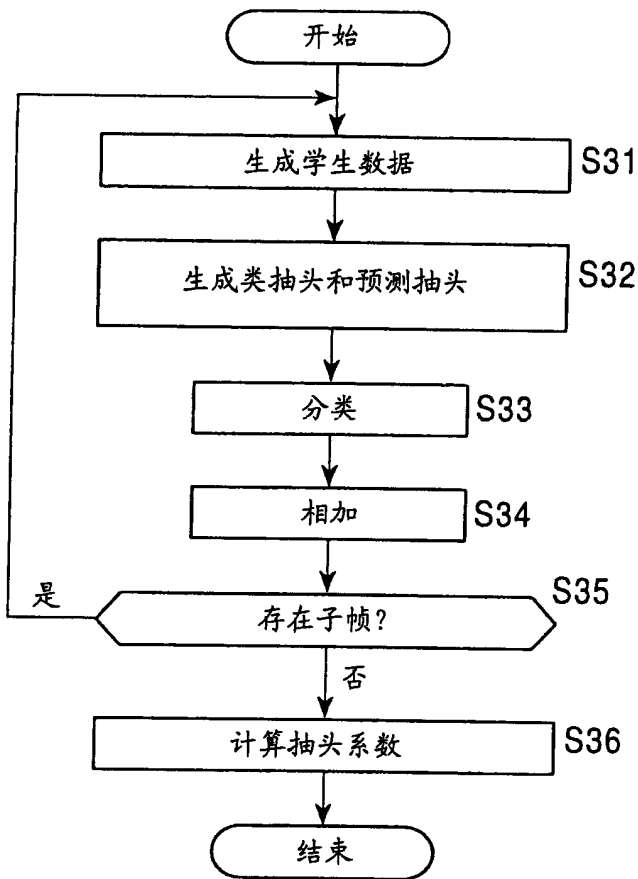 开始
生成学生数据
S31
生成类抽头和预测抽头
S32
分类
S33
相加
S34
是
存在子帧?
S35
否
计算抽头系数
S36
结束